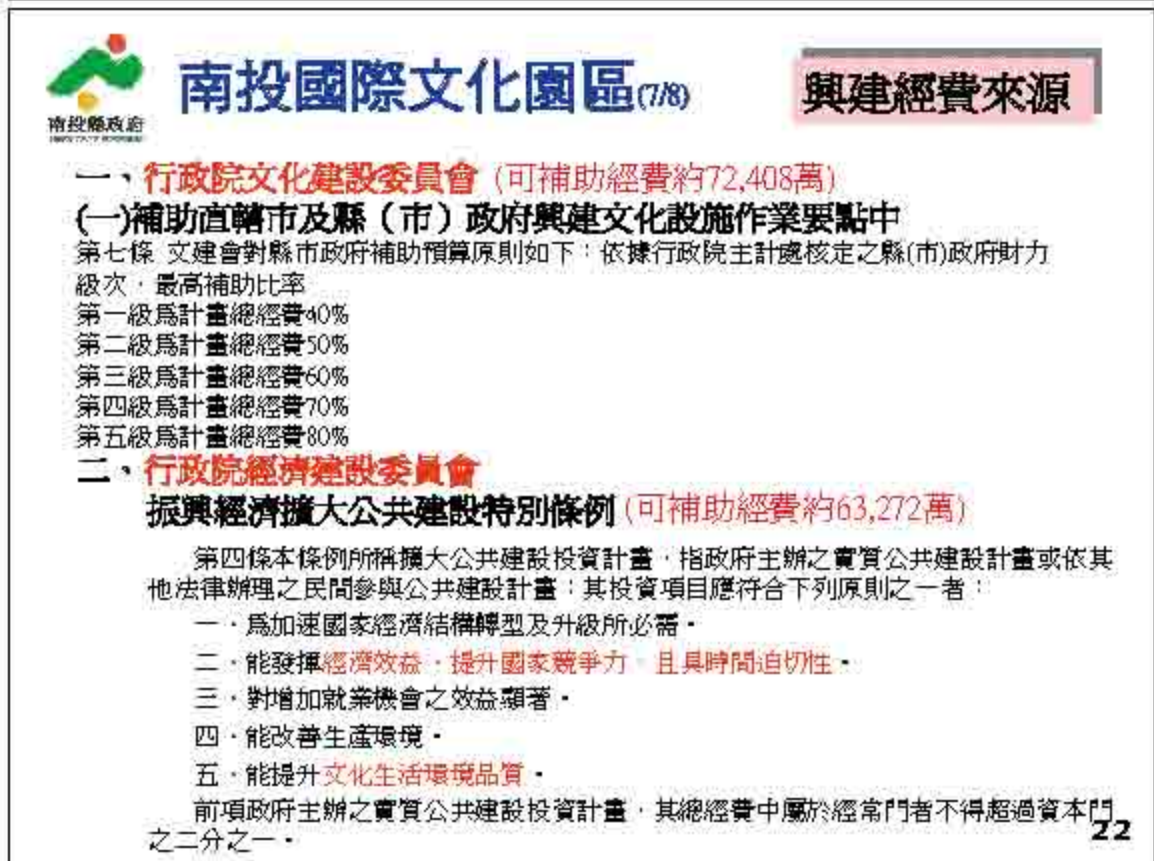 南投國際文化園區(7/8)
興建經費來源
南投縣政府
一、行政院文化建設委員會 (可補助經費約72,408萬)
(一)補助直轄市及縣（市）政府興建文化設施作業要點中
第七條 文建會對縣市政府補助預算原則如下：依據行政院主計處核定之縣(市)政府財力
級次，最高補助比率
第一級為計畫總經費40%
第二級為計畫總經費50%
第三級為計畫總經費60%
第四級為計畫總經費70%
第五級為計畫總經費80%
二、行政院經濟建設委員會
振興經濟擴大公共建設特別條例 (可補助經費約63,272萬)
第四條本條例所稱擴大公共建設投資計畫，指政府主辦之實質公共建設計畫或依其
他法律辦理之民間參與公共建設計畫；其投資項目應符合下列原則之一者：
一、為加速國家經濟結構轉型及升級所必需。
二、能發揮經濟效益、提升國家競爭力，且具時間迫切性。
三、對增加就業機會之效益顯著。
四、能改善生產環境。
五、能提升文化生活環境品質。
前項政府主辦之實質公共建設投資計畫，其總經費中屬於經常門者不得超過資本門
之二分之一。
22